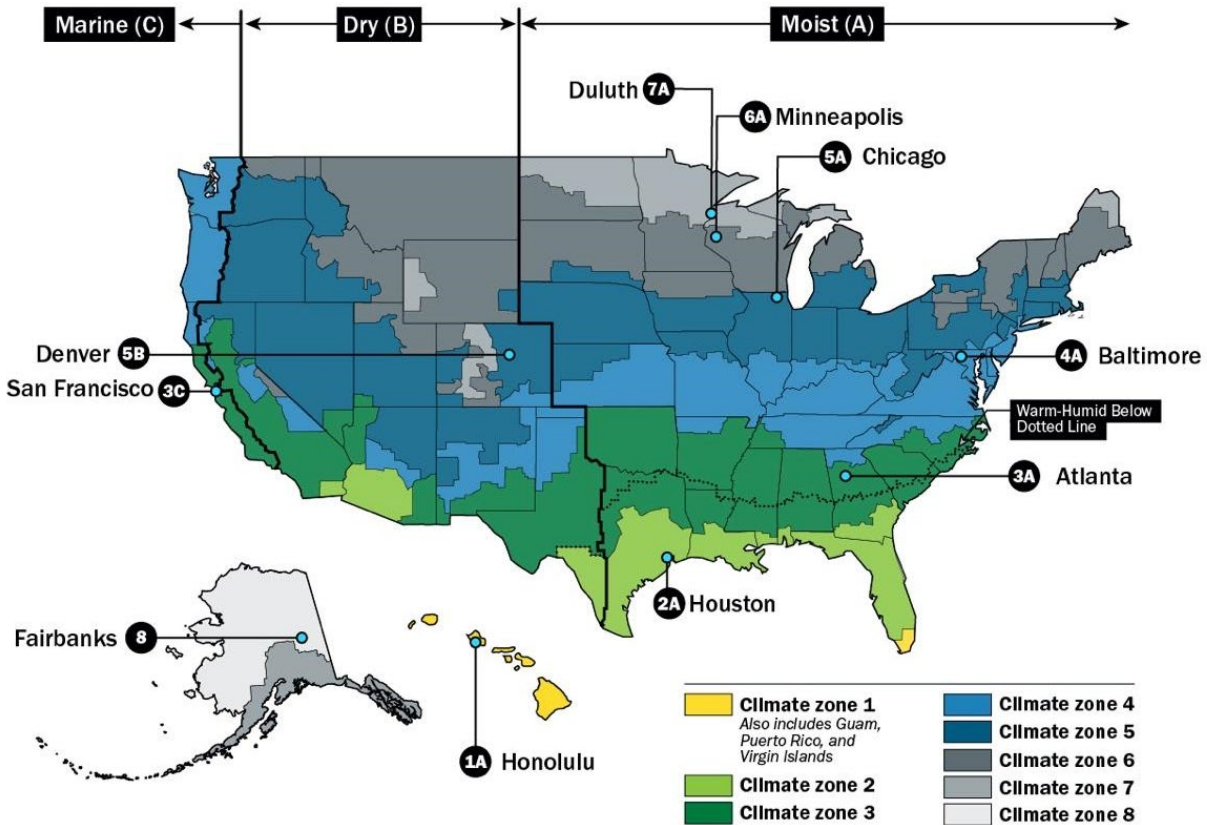 Marine (C)
Dry (B)
Moist (A)
Duluth 7A
6A Minneapolis
5A Chicago
Denver 5B
San Francisco 3C
4A Baltimore
Warm-Humid Below
Dotted Line
3A Atlanta
2A Houston
Fairbanks 8
1A Honolulu
Climate zone 1
Also includes Guam,
Puerto Rico, and
Virgin Islands
Climate zone 2
Climate zone 3
Climate zone 4
Climate zone 5
Climate zone 6
Climate zone 7
Climate zone 8